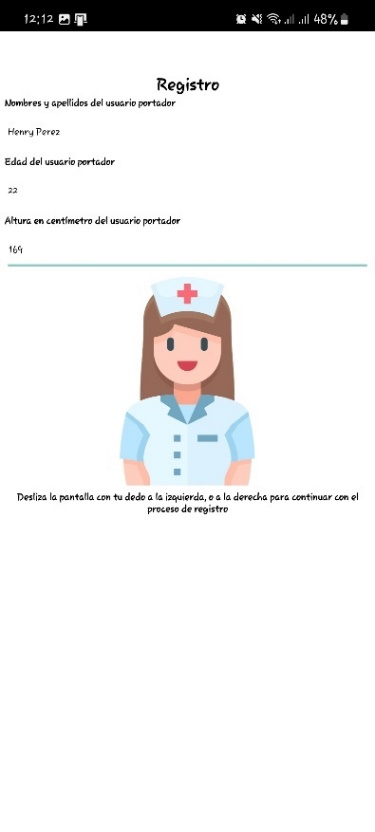 12:12
48%
Registro
Nombres y apellidos del usuario portador
Henry Perez
Edad del usuario portador
22
Altura en centímetro del usuario portador
169
Desliza la pantalla con tu dedo a la izquierda, o a la derecha para continuar con el
proceso de registro